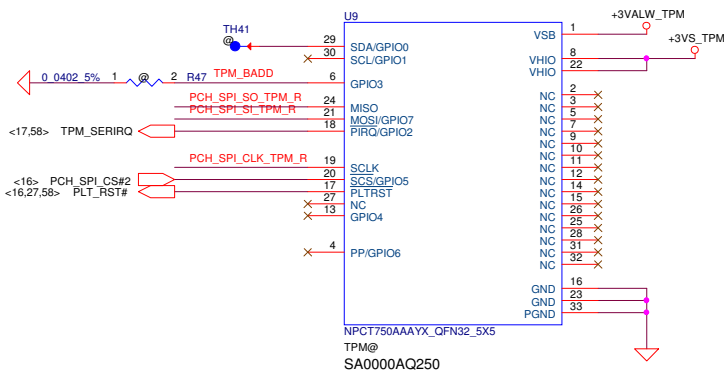 U9
+3VALW_TPM
TH41
@
29
SDA/GPIO0
VSB
1
+3VS_TPM
30
SCL/GPIO1
VHIO
8
VHIO
22
0_0402_5%
1
@
2
R47
TPM_BADD
6
GPIO3
NC
2
PCH_SPI_SO_TPM_R
24
MISO
NC
3
PCH_SPI_SI_TPM_R
21
MOSI/GPIO7
NC
5
<17,58>
TPM_SERIRQ
18
PIRQ/GPIO2
NC
7
NC
9
NC
10
PCH_SPI_CLK_TPM_R
19
SCLK
NC
11
<16>
PCH_SPI_CS#2
20
SCS/GPIO5
NC
12
<16,27,58>
PLT_RST#
17
PLTRST
NC
14
27
NC
NC
15
13
GPIO4
NC
26
NC
25
NC
28
4
PP/GPIO6
NC
31
NC
32
GND
16
GND
23
PGND
33
NPCT750AAAYX_QFN32_5X5
TPM@
SA0000AQ250